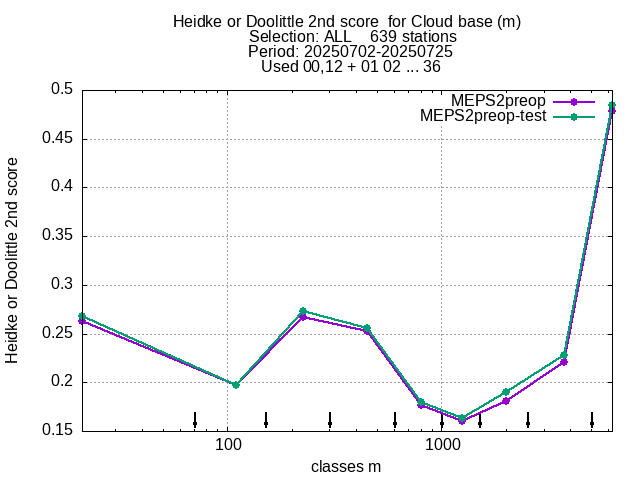 Heidke or Doolittle 2nd score  for Cloud base (m)
Selection: ALL    639 stations
Period: 20250702-20250725
Used 00,12 + 01 02 ... 36
MEPS2preop
MEPS2preop-test
Heidke or Doolittle 2nd score
0.5
0.45
0.4
0.35
0.3
0.25
0.2
0.15
100
1000
classes m